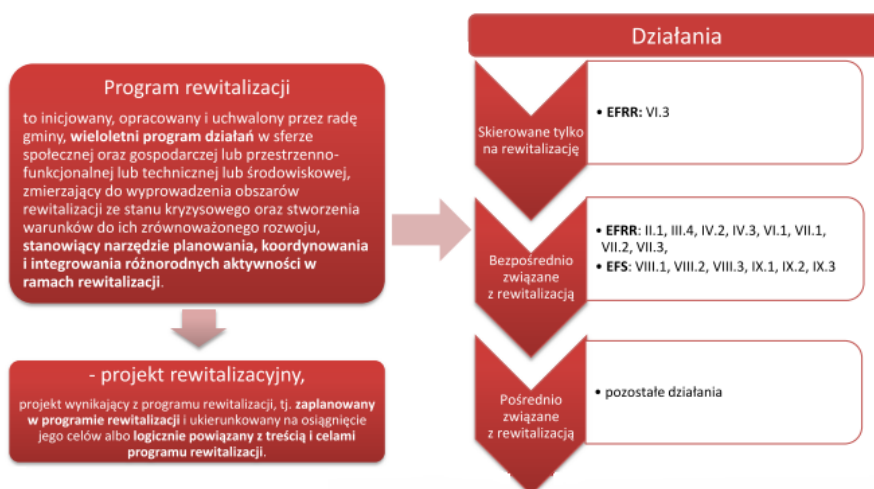 Program rewitalizacji
to inicjowany, opracowany i uchwalony przez radę
gminy, wieloletni program działań w sferze
społecznej oraz gospodarczej lub przestrzenno-
funkcjonalnej lub technicznej lub środowiskowej,
zmierzający do wyprowadzenia obszarów
rewitalizacji ze stanu kryzysowego oraz stworzenia
warunków do ich zrównoważonego rozwoju,
stanowiący narzędzie planowania, koordynowania
i integrowania różnorodnych aktywności w
ramach rewitalizacji.
- projekt rewitalizacyjny,
projekt wynikający z programu rewitalizacji, tj. zaplanowany
w programie rewitalizacji i ukierunkowany na osiągnięcie
jego celów albo logicznie powiązany z treścią i celami
programu rewitalizacji.
Działania
Skierowane tylko
na rewitalizację
• EFRR: VI.3
Bezpośrednio
związane
z rewitalizacją
• EFRR: II.1, III.4, IV.2, IV.3, VI.1, VII.1,
VII.2, VII.3,
• EFS: VIII.1, VIII.2, VIII.3, IX.1, IX.2, IX.3
Pośrednio
związane
z rewitalizacją
• pozostałe działania